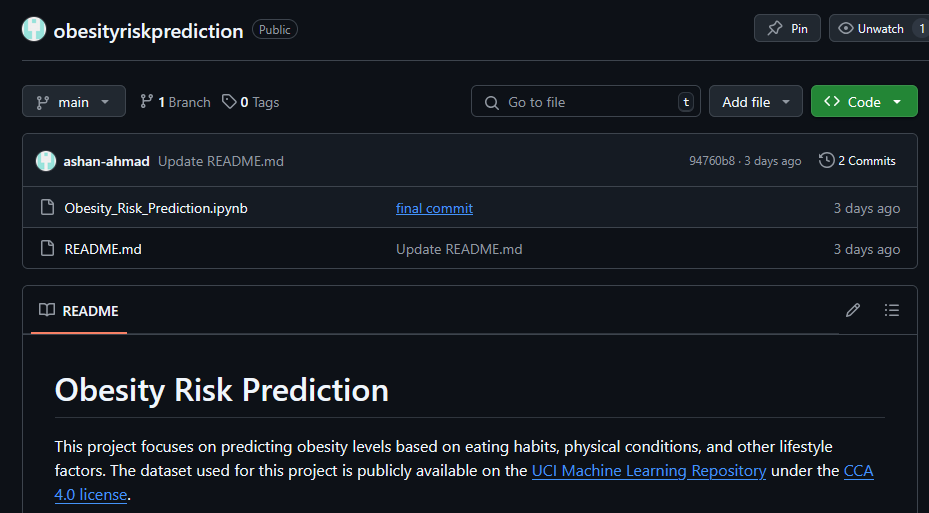 obesityriskprediction Public Pin Unwatch 1
main 1 Branch 0 Tags Go to file t Add file Code
ashan-ahmad Update README.md 94760b8 · 3 days ago 2 Commits
Obesity_Risk_Prediction.ipynb final commit 3 days ago
README.md Update README.md 3 days ago
README
Obesity Risk Prediction
This project focuses on predicting obesity levels based on eating habits, physical conditions, and other lifestyle
factors. The dataset used for this project is publicly available on the UCI Machine Learning Repository under the CCA
4.0 license.